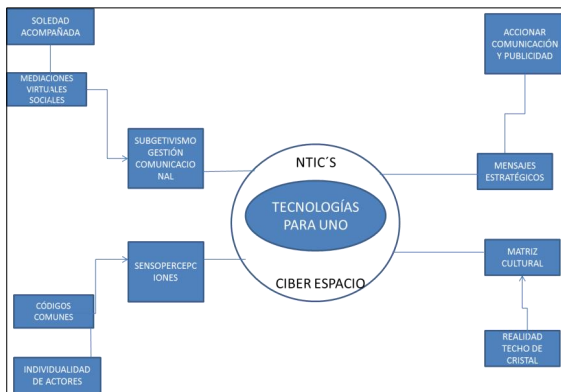 SOLEDAD
ACOMPAÑADA
MEDIACIONES
VIRTUALES
SOCIALES
SUBGETIVISMO
GESTIÓN
COMUNICACIO
NAL
SENSOPERCEPC
IONES
CÓDIGOS
COMUNES
INDIVIDUALIDAD
DE ACTORES
NTIC´S
TECNOLOGÍAS
PARA UNO
CIBER ESPACIO
ACCIONAR
COMUNICACIÓN
Y PUBLICIDAD
MENSAJES
ESTRATÉGICOS
MATRIZ
CULTURAL
REALIDAD
TECHO DE
CRISTAL